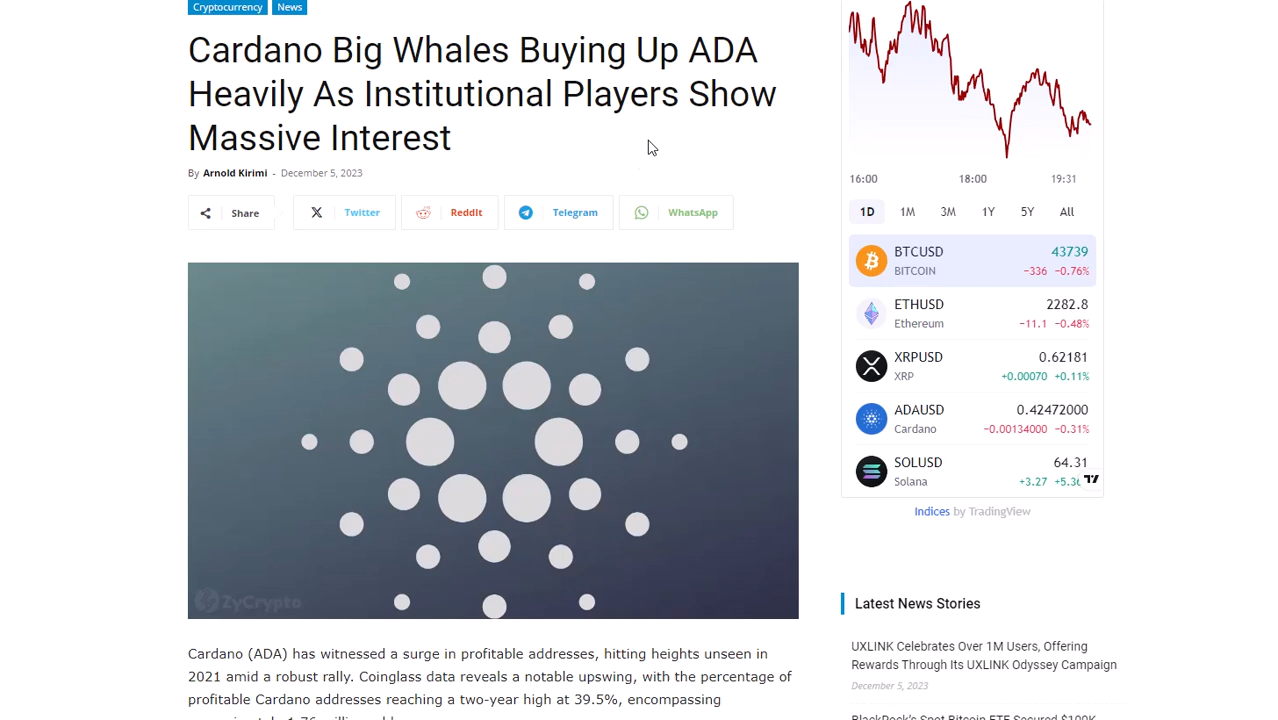 Cryptocurrency News
Cardano Big Whales Buying Up ADA
Heavily As Institutional Players Show
Massive Interest
By Arnold Kirimi - December 5, 2023
Share Twitter ReddIt Telegram WhatsApp
ZyCrypto
Cardano (ADA) has witnessed a surge in profitable addresses, hitting heights unseen in
2021 amid a robust rally. Coinglass data reveals a notable upswing, with the percentage of
profitable Cardano addresses reaching a two-year high at 39.5%, encompassing
16:00 18:00 19:31
1D 1M 3M 1Y 5Y All
BTCUSD 43739
BITCOIN −336 −0.76%
ETHUSD 2282.8
Ethereum −11.1 −0.48%
XRPUSD 0.62181
XRP +0.00070 +0.11%
ADAUSD 0.42472000
Cardano −0.00134000 −0.31%
SOLUSD 64.31
Solana +3.27
Indices by TradingView
Latest News Stories
UXLINK Celebrates Over 1M Users, Offering
Rewards Through Its UXLINK Odyssey Campaign
December 5, 2023
BlackRock's Spot Bitcoin ETF Secured $100K